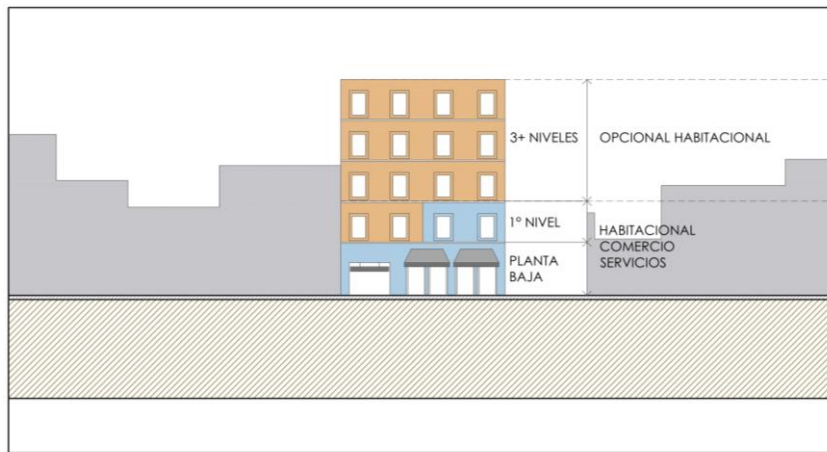 3+ NIVELES
OPCIONAL HABITACIONAL
1º NIVEL
HABITACIONAL
COMERCIO
SERVICIOS
PLANTA
BAJA